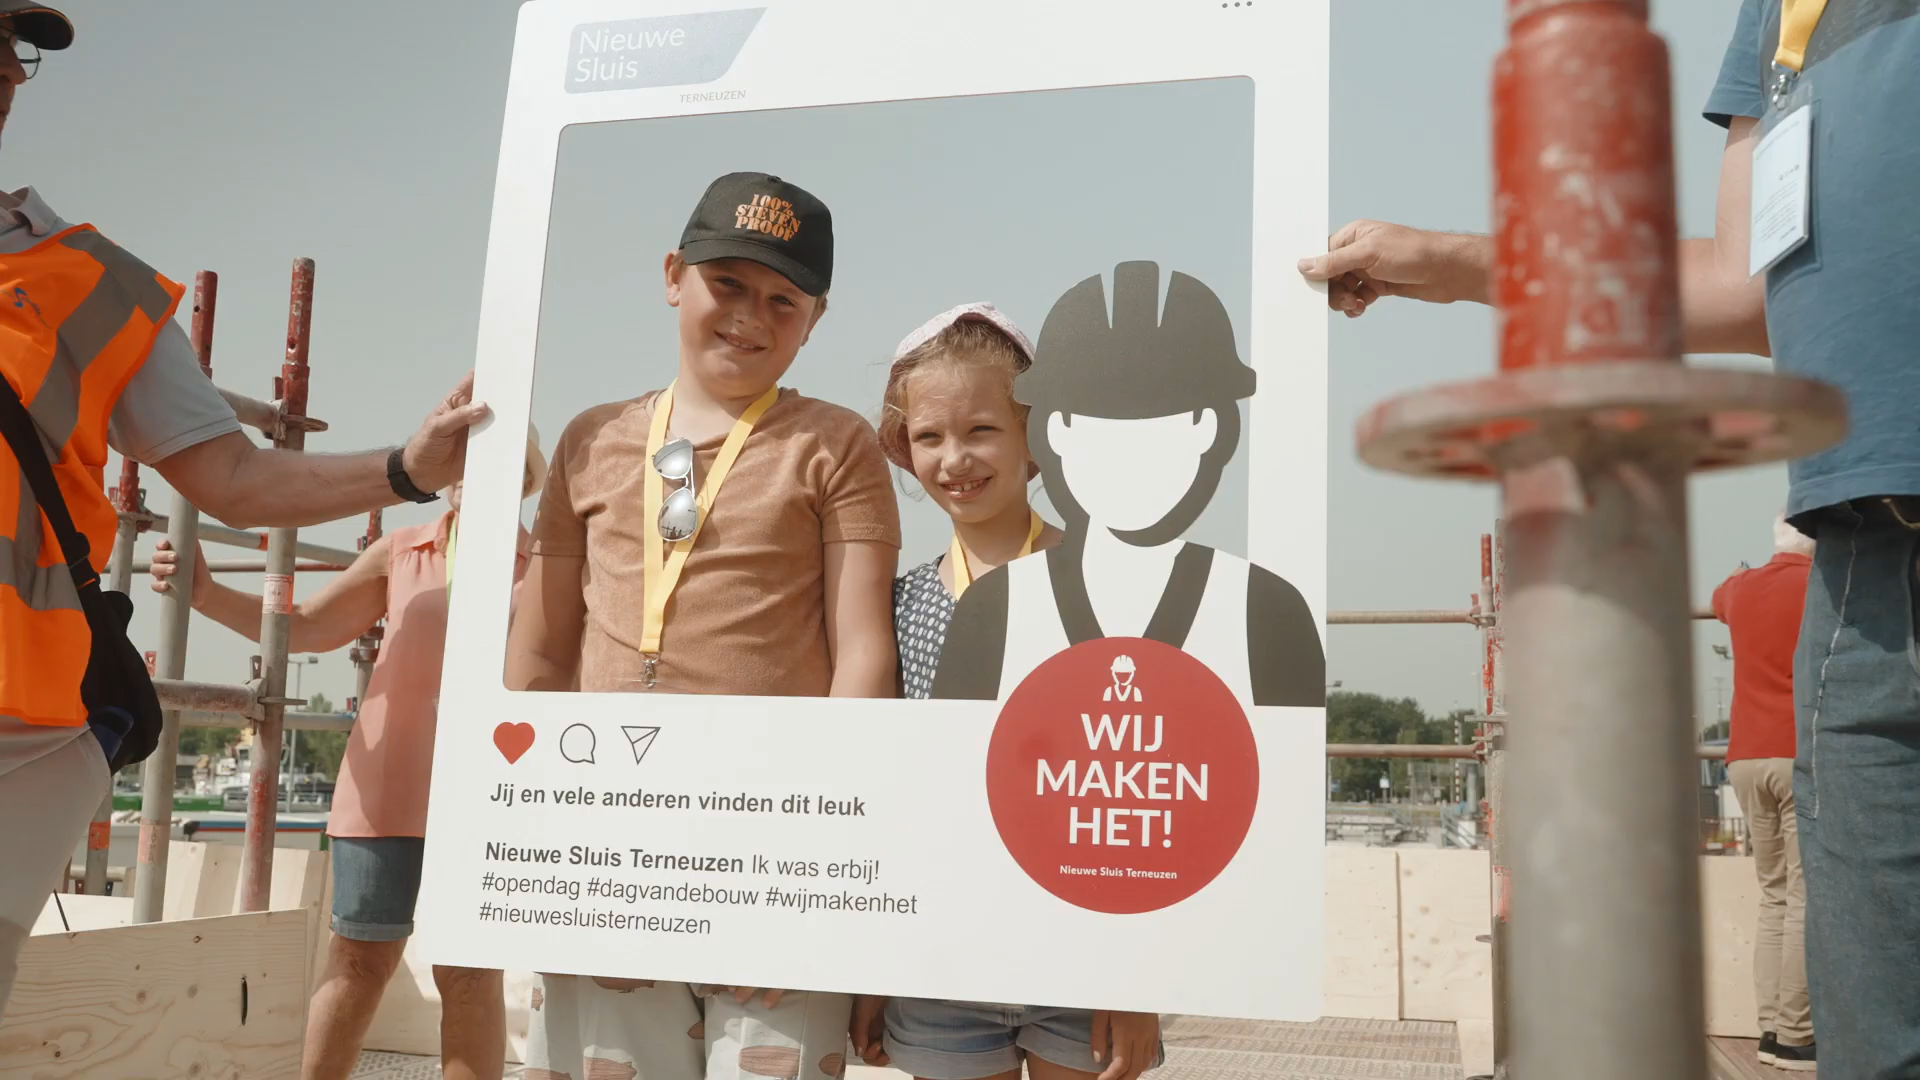 Nieuwe
Sluis
TERNEUZEN
100%
STEVEN
PROOF
WIJ
MAKEN
HET!
Nieuwe Sluis Terneuzen
Jij en vele anderen vinden dit leuk
Nieuwe Sluis Terneuzen Ik was erbij!
#opendag #dagvandebouw #wijmakenhet
#nieuwesluisterneuzen